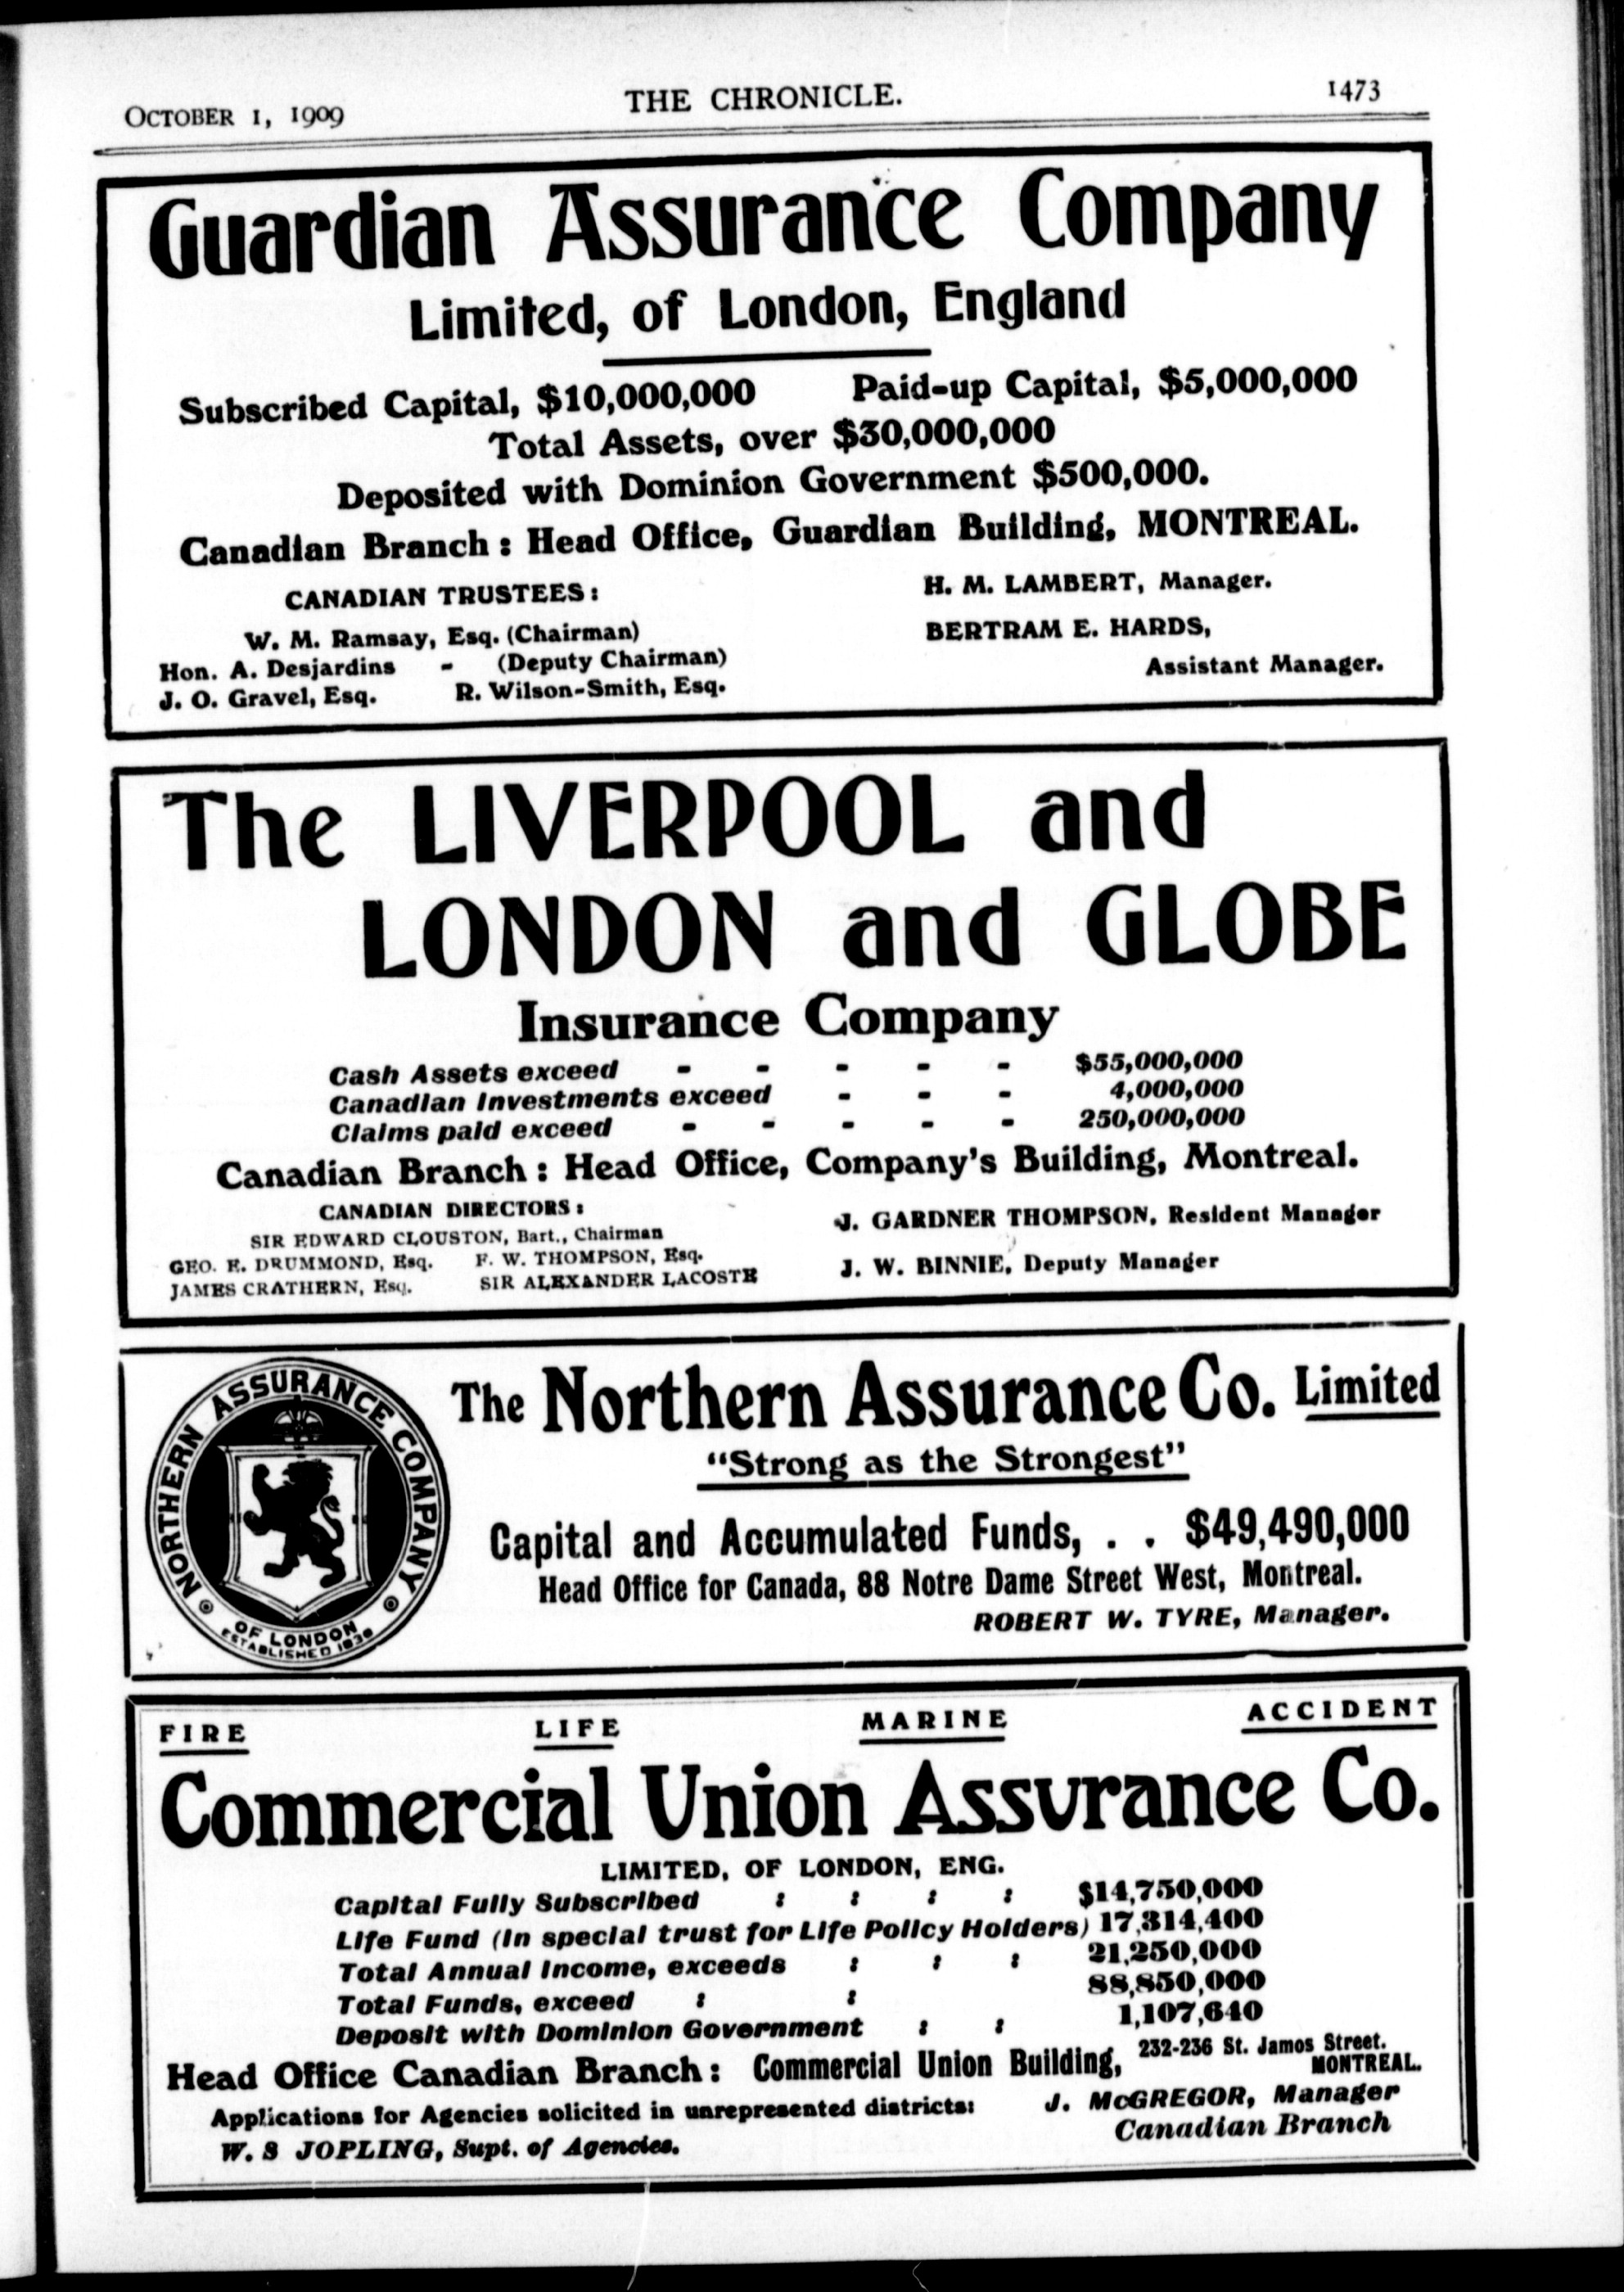 OCTOBER 1, 1909
THE CHRONICLE.
1473
Guardian Assurance Company
Limited, of London, England
Subscribed Capital, $10,000,000 Paid-up Capital, $5,000,000
Total Assets, over $30,000,000
Deposited with Dominion Government $500,000.
Canadian Branch : Head Office, Guardian Building, MONTREAL.
CANADIAN TRUSTEES :
W. M. Ramsay, Esq. (Chairman)
Hon. A. Desjardins - (Deputy Chairman)
J. O. Gravel, Esq. R. Wilson-Smith, Esq.
H. M. LAMBERT, Manager.
BERTRAM E. HARDS,
Assistant Manager.
The LIVERPOOL and
LONDON and GLOBE
Insurance Company
Cash Assets exceed - - - - - $55,000,000
Canadian Investments exceed - - - 4,000,000
Claims paid exceed - - - - - 250,000,000
Canadian Branch : Head Office, Company's Building, Montreal.
CANADIAN DIRECTORS :
SIR EDWARD CLOUSTON, Bart., Chairman
GEO. E. DRUMMOND, Esq. F. W. THOMPSON, Esq.
JAMES CRATHERN, Esq. SIR ALEXANDER LACOSTE
J. GARDNER THOMPSON, Resident Manager
J. W. BINNIE, Deputy Manager
NORTHERN ASSURANCE COMPANY
OF LONDON
ESTABLISHED 1836
The Northern Assurance Co. Limited
"Strong as the Strongest"
Capital and Accumulated Funds, . . $49,490,000
Head Office for Canada, 88 Notre Dame Street West, Montreal.
ROBERT W. TYRE, Manager.
FIRE LIFE MARINE ACCIDENT
Commercial Union Assurance Co.
LIMITED, OF LONDON, ENG.
Capital Fully Subscribed : : : : $14,750,000
Life Fund (In special trust for Life Policy Holders) 17,314,400
Total Annual Income, exceeds : : : 21,250,000
Total Funds, exceed : : 88,850,000
Deposit with Dominion Government : : 1,107,640
Head Office Canadian Branch : Commercial Union Building, 232-236 St. James Street.
MONTREAL.
Applications for Agencies solicited in unrepresented districts:
W. S JOPLING, Supt. of Agencies.
J. McGREGOR, Manager
Canadian Branch